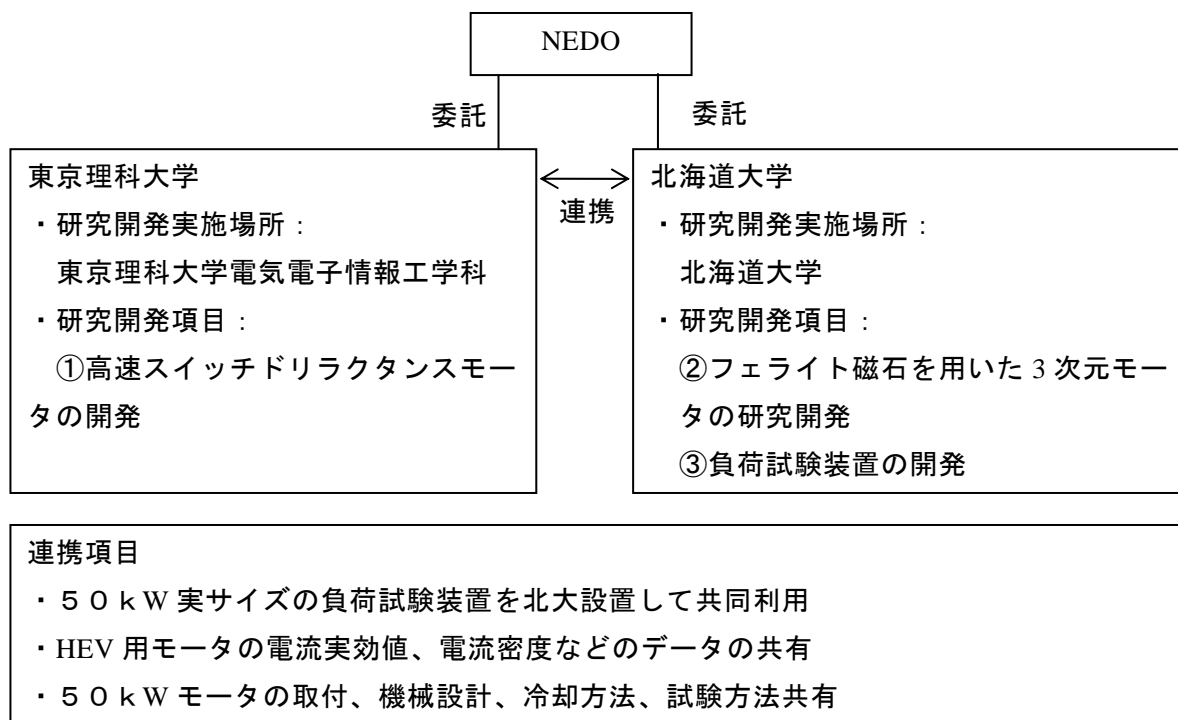 NEDO
委託
委託
東京理科大学
・研究開発実施場所：
東京理科大学電気電子情報工学科
・研究開発項目：
①高速スイッチドリラクタンスモー
タの開発
連携
北海道大学
・研究開発実施場所：
北海道大学
・研究開発項目：
②フェライト磁石を用いた 3 次元モー
タの研究開発
③負荷試験装置の開発
連携項目
・５０ｋW 実サイズの負荷試験装置を北大設置して共同利用
・HEV 用モータの電流実効値、電流密度などのデータの共有
・５０ｋW モータの取付、機械設計、冷却方法、試験方法共有